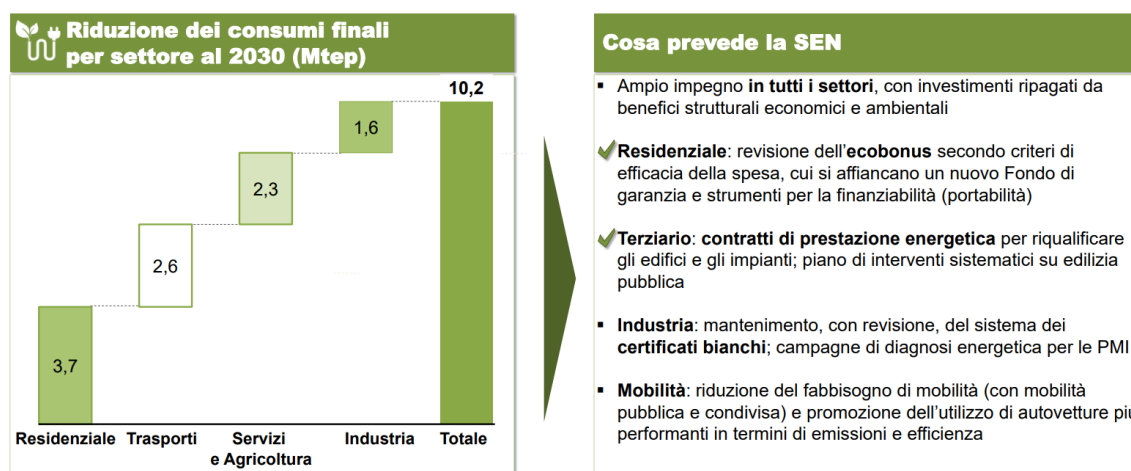 Riduzione dei consumi finali
per settore al 2030 (Mtep)
10,2
1,6
2,3
2,6
3,7
Residenziale Trasporti Servizi e Agricoltura Industria Totale
Cosa prevede la SEN
▪ Ampio impegno in tutti i settori, con investimenti ripagati da
benefici strutturali economici e ambientali
Residenziale: revisione dell'ecobonus secondo criteri di
efficacia della spesa, cui si affiancano un nuovo Fondo di
garanzia e strumenti per la finanziabilità (portabilità)
Terziario: contratti di prestazione energetica per riqualificare
gli edifici e gli impianti; piano di interventi sistematici su edilizia
pubblica
▪ Industria: mantenimento, con revisione, del sistema dei
certificati bianchi; campagne di diagnosi energetica per le PMI
▪ Mobilità: riduzione del fabbisogno di mobilità (con mobilità
pubblica e condivisa) e promozione dell'utilizzo di autovetture più
performanti in termini di emissioni e efficienza